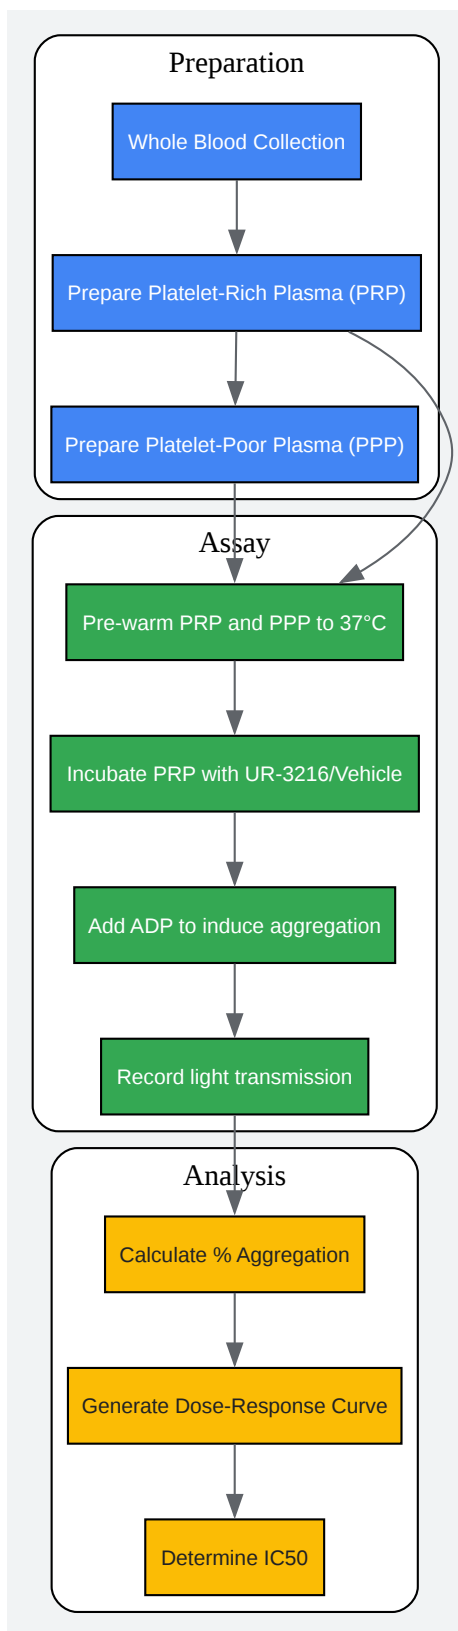 Preparation
Whole Blood Collection
Prepare Platelet-Rich Plasma (PRP)
Prepare Platelet-Poor Plasma (PPP)
Assay
Pre-warm PRP and PPP to 37°C
Incubate PRP with UR-3216/Vehicle
Add ADP to induce aggregation
Record light transmission
Analysis
Calculate % Aggregation
Generate Dose-Response Curve
Determine IC50